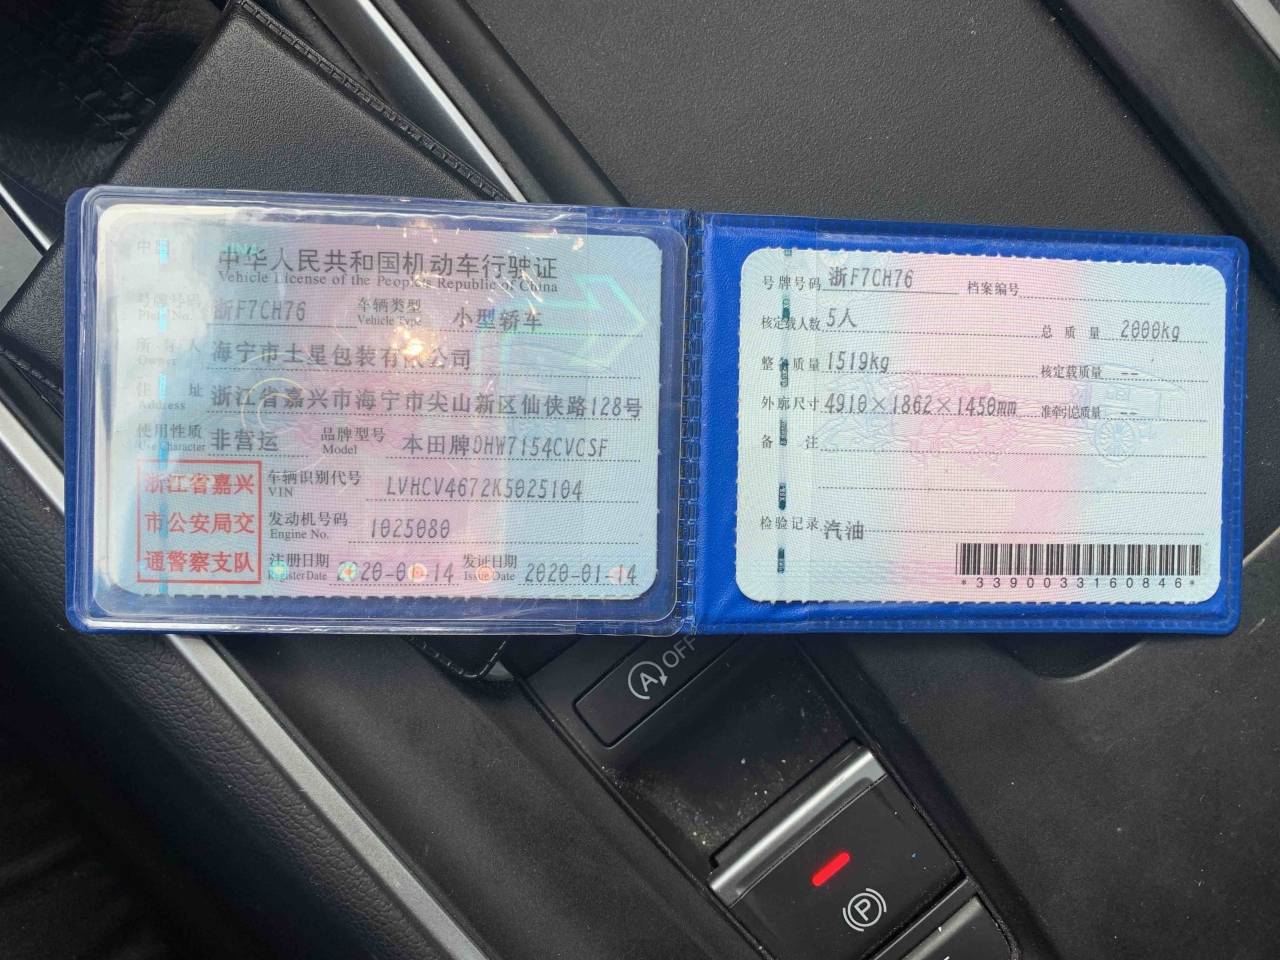 中华人民共和国机动车行驶证
Vehicle License of the People's Republic of China
号牌号码 浙F7CH76 车辆类型 小型轿车
Plate No. Vehicle Type
所有人 海宁市土星包装有限公司
Owner
住址 浙江省嘉兴市海宁市尖山新区仙侠路128号
Address
使用性质 非营运 品牌型号 本田牌DHW7154CVCSF
Use Character Model
浙江省嘉兴
市公安局交
通警察支队
车辆识别代号 LVHCV4672K5025104
VIN
发动机号码 1025080
Engine No.
注册日期 2020-01-14 发证日期 2020-01-14
Register Date Issue Date
号牌号码 浙F7CH76 档案编号
核定载人数 5人 总质量 2000kg
整备质量 1519kg 核定载质量 --
外廓尺寸 4910×1862×1450mm 准牵引总质量 --
备注
检验记录 汽油
*3390033160846*
A OFF
P